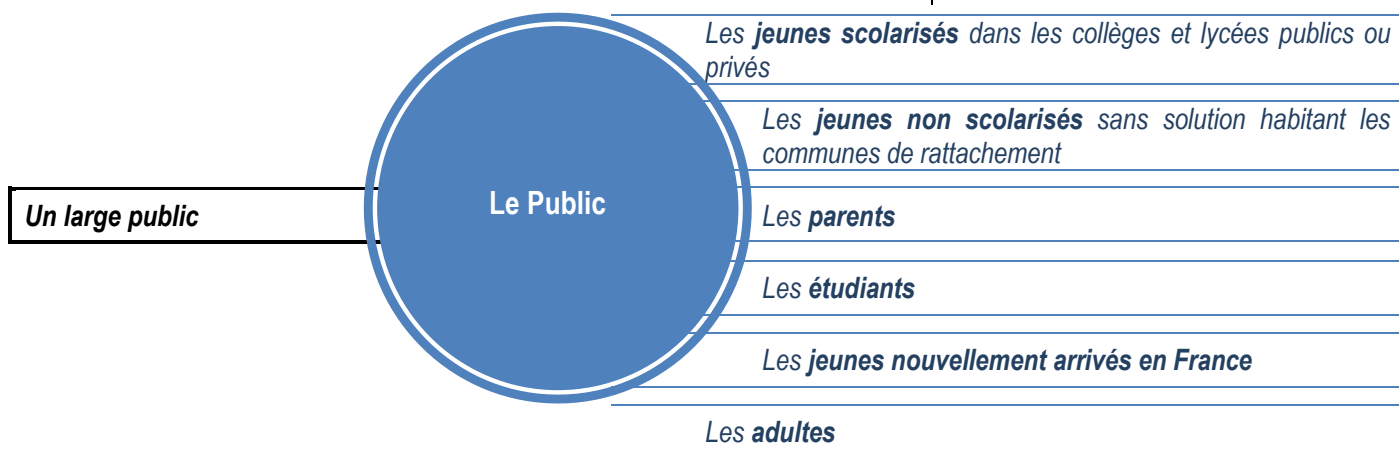 Les jeunes scolarisés dans les collèges et lycées publics ou
privés
Les jeunes non scolarisés sans solution habitant les
communes de rattachement
Un large public
Le Public
Les parents
Les étudiants
Les jeunes nouvellement arrivés en France
Les adultes